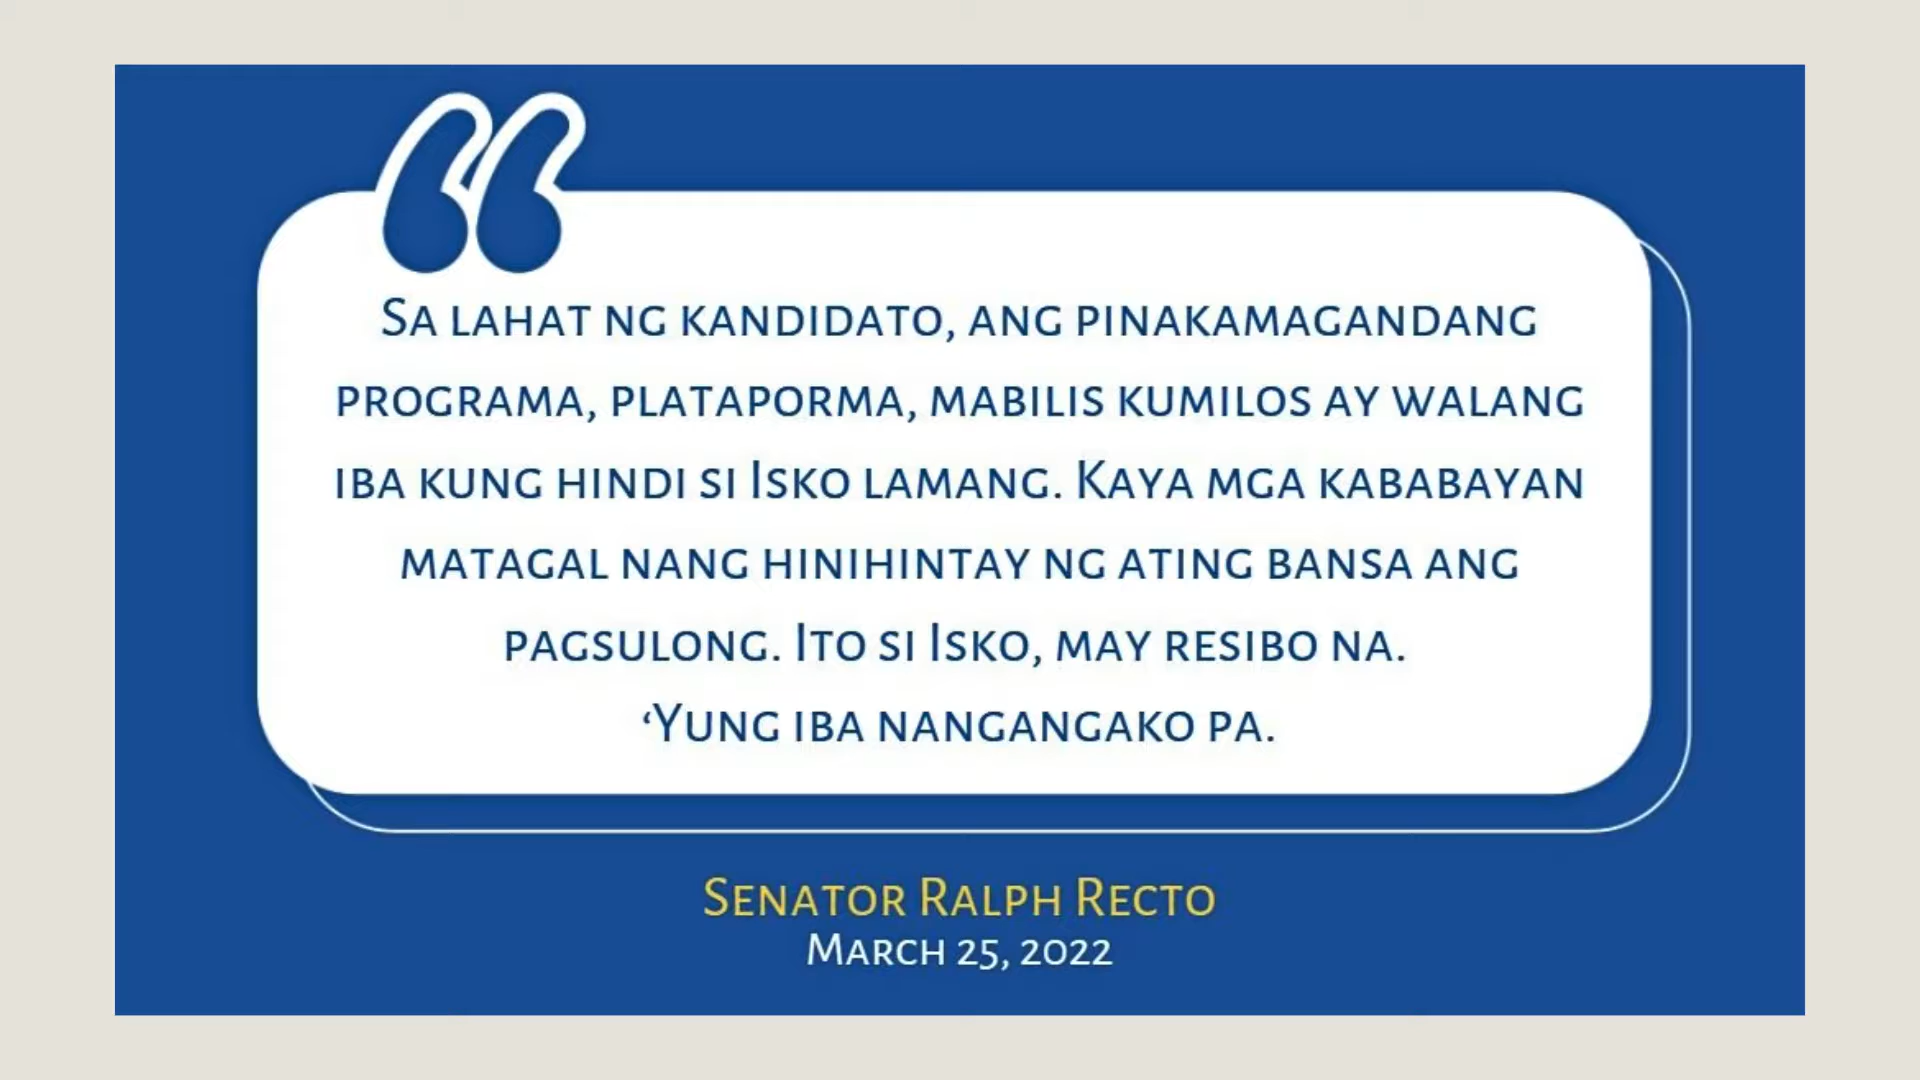 Sa lahat ng kandidato, ang pinakamagandang
programa, plataporma, mabilis kumilos ay walang
iba kung hindi si Isko lamang. Kaya mga kababayan
matagal nang hinihintay ng ating bansa ang
pagsulong. Ito si Isko, may resibo na.
‘Yung iba nangangako pa.
Senator Ralph Recto
March 25, 2022